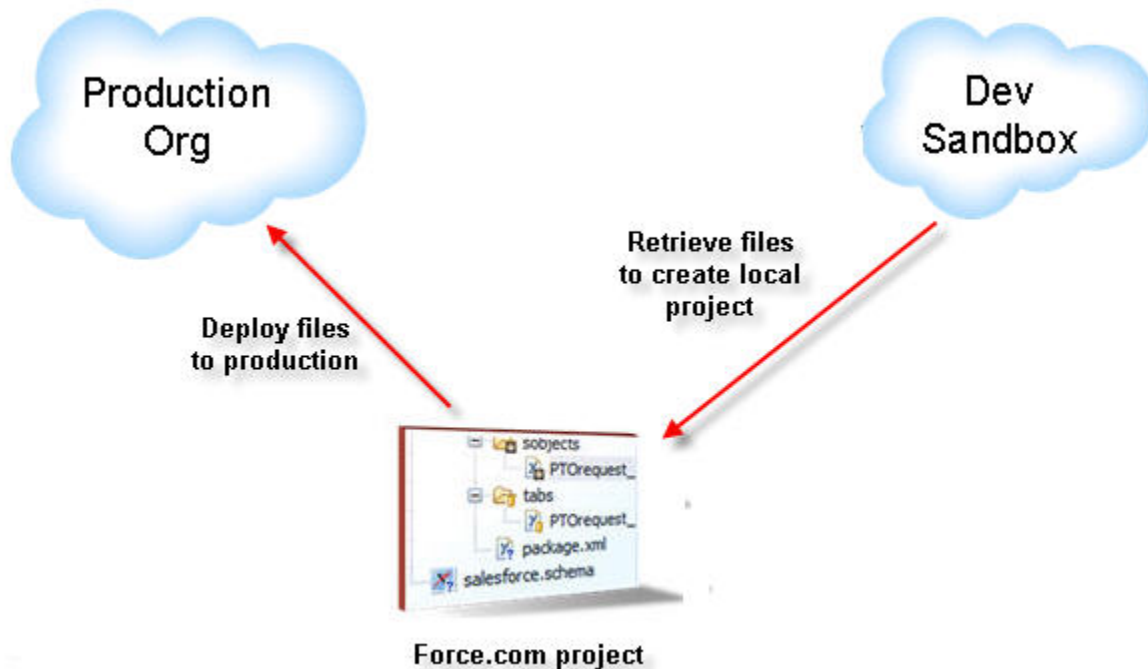 Production
Org
Dev
Sandbox
Retrieve files
to create local
project
Deploy files
to production
sobjects
PTOrequest_
tabs
PTOrequest_
package.xml
salesforce.schema
Force.com project